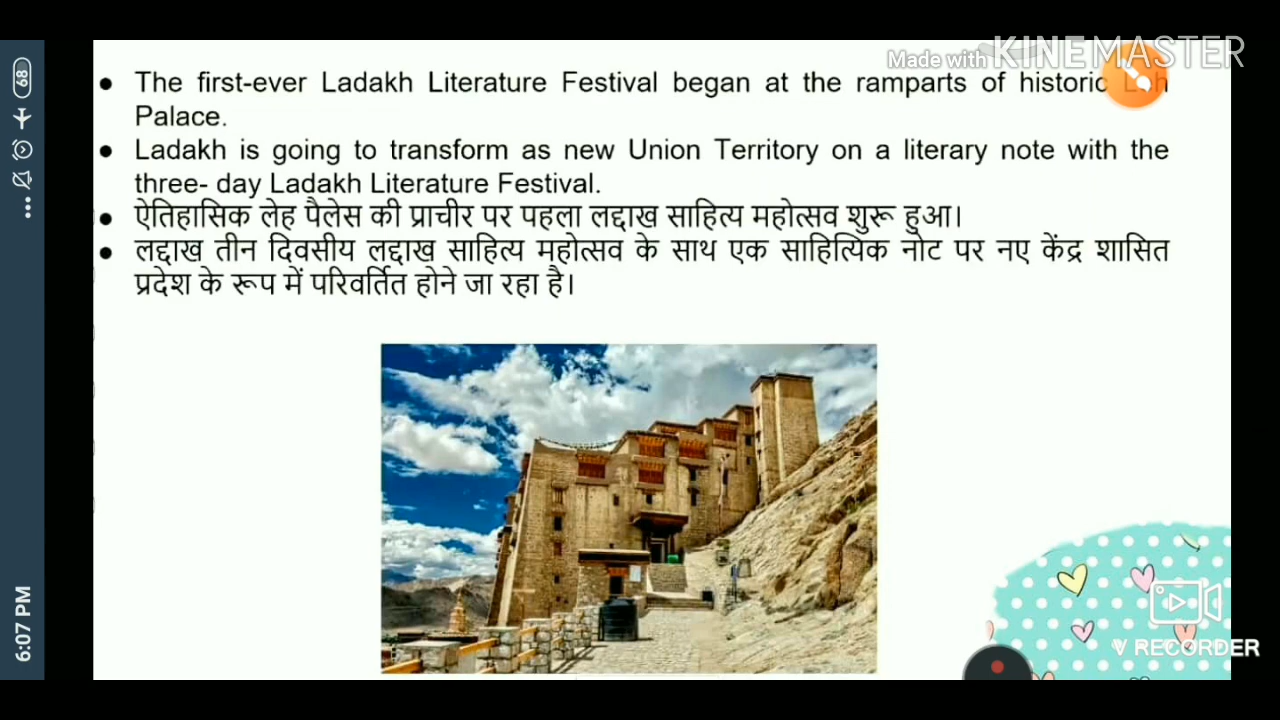 Made with KINEMASTER
● The first-ever Ladakh Literature Festival began at the ramparts of historic Leh
Palace.
● Ladakh is going to transform as new Union Territory on a literary note with the
three- day Ladakh Literature Festival.
● ऐतिहासिक लेह पैलेस की प्राचीर पर पहला लद्दाख साहित्य महोत्सव शुरू हुआ।
● लद्दाख तीन दिवसीय लद्दाख साहित्य महोत्सव के साथ एक साहित्यिक नोट पर नए केंद्र शासित
प्रदेश के रूप में परिवर्तित होने जा रहा है।
V RECORDER
68
6:07 PM